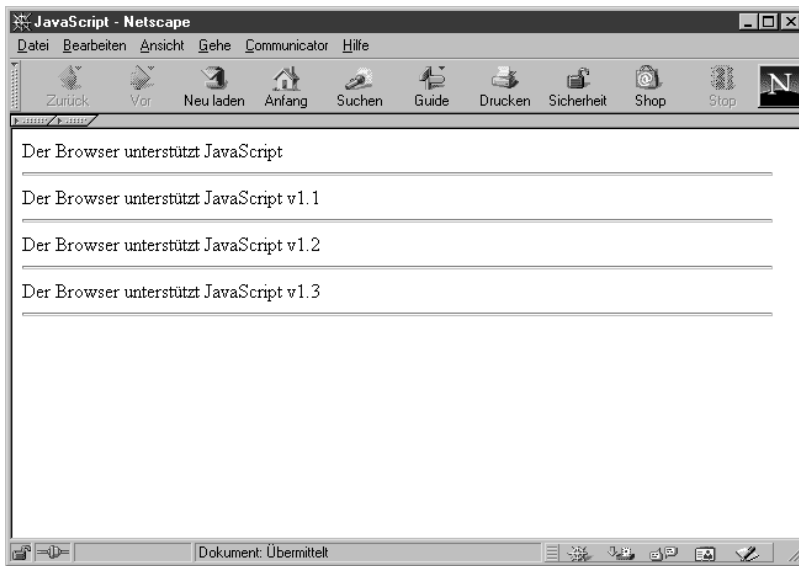 JavaScript - Netscape
Datei Bearbeiten Ansicht Gehe Communicator Hilfe
Zurück Vor Neu laden Anfang Suchen Guide Drucken Sicherheit Shop Stop
N
Der Browser unterstützt JavaScript
Der Browser unterstützt JavaScript v1.1
Der Browser unterstützt JavaScript v1.2
Der Browser unterstützt JavaScript v1.3
Dokument: Übermittelt